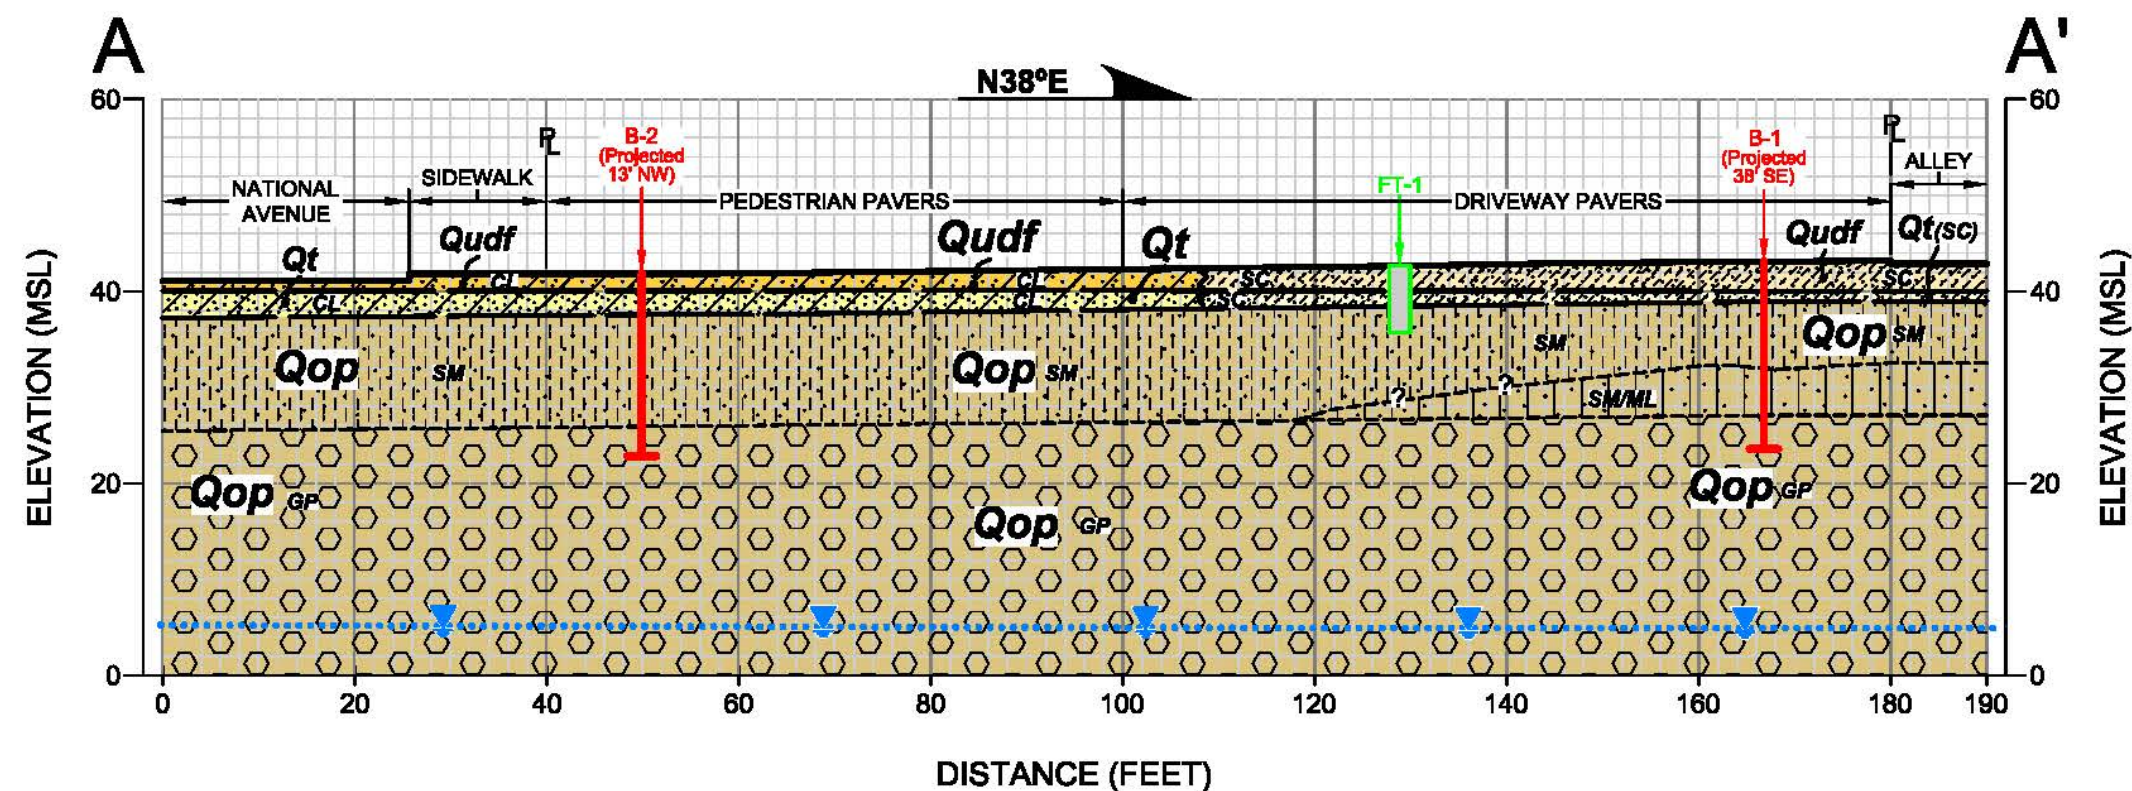 A
A'
N38ºE
60
60
P
L
B-2
(Projected
13' NW)
B-1
(Projected
38' SE)
P
L
NATIONAL
AVENUE
SIDEWALK
PEDESTRIAN PAVERS
FT-1
DRIVEWAY PAVERS
ALLEY
Qt
Qudf
Qudf
Qt
Qudf
Qt(SC)
CL
CL
SC
SC
40
40
CL
CL
SC
Qop
SM
Qop SM
SM
Qop SM
?
?
SM/ML
20
20
Qop GP
Qop GP
Qop GP
0
0
0
20
40
60
80
100
120
140
160
180
190
ELEVATION (MSL)
ELEVATION (MSL)
DISTANCE (FEET)